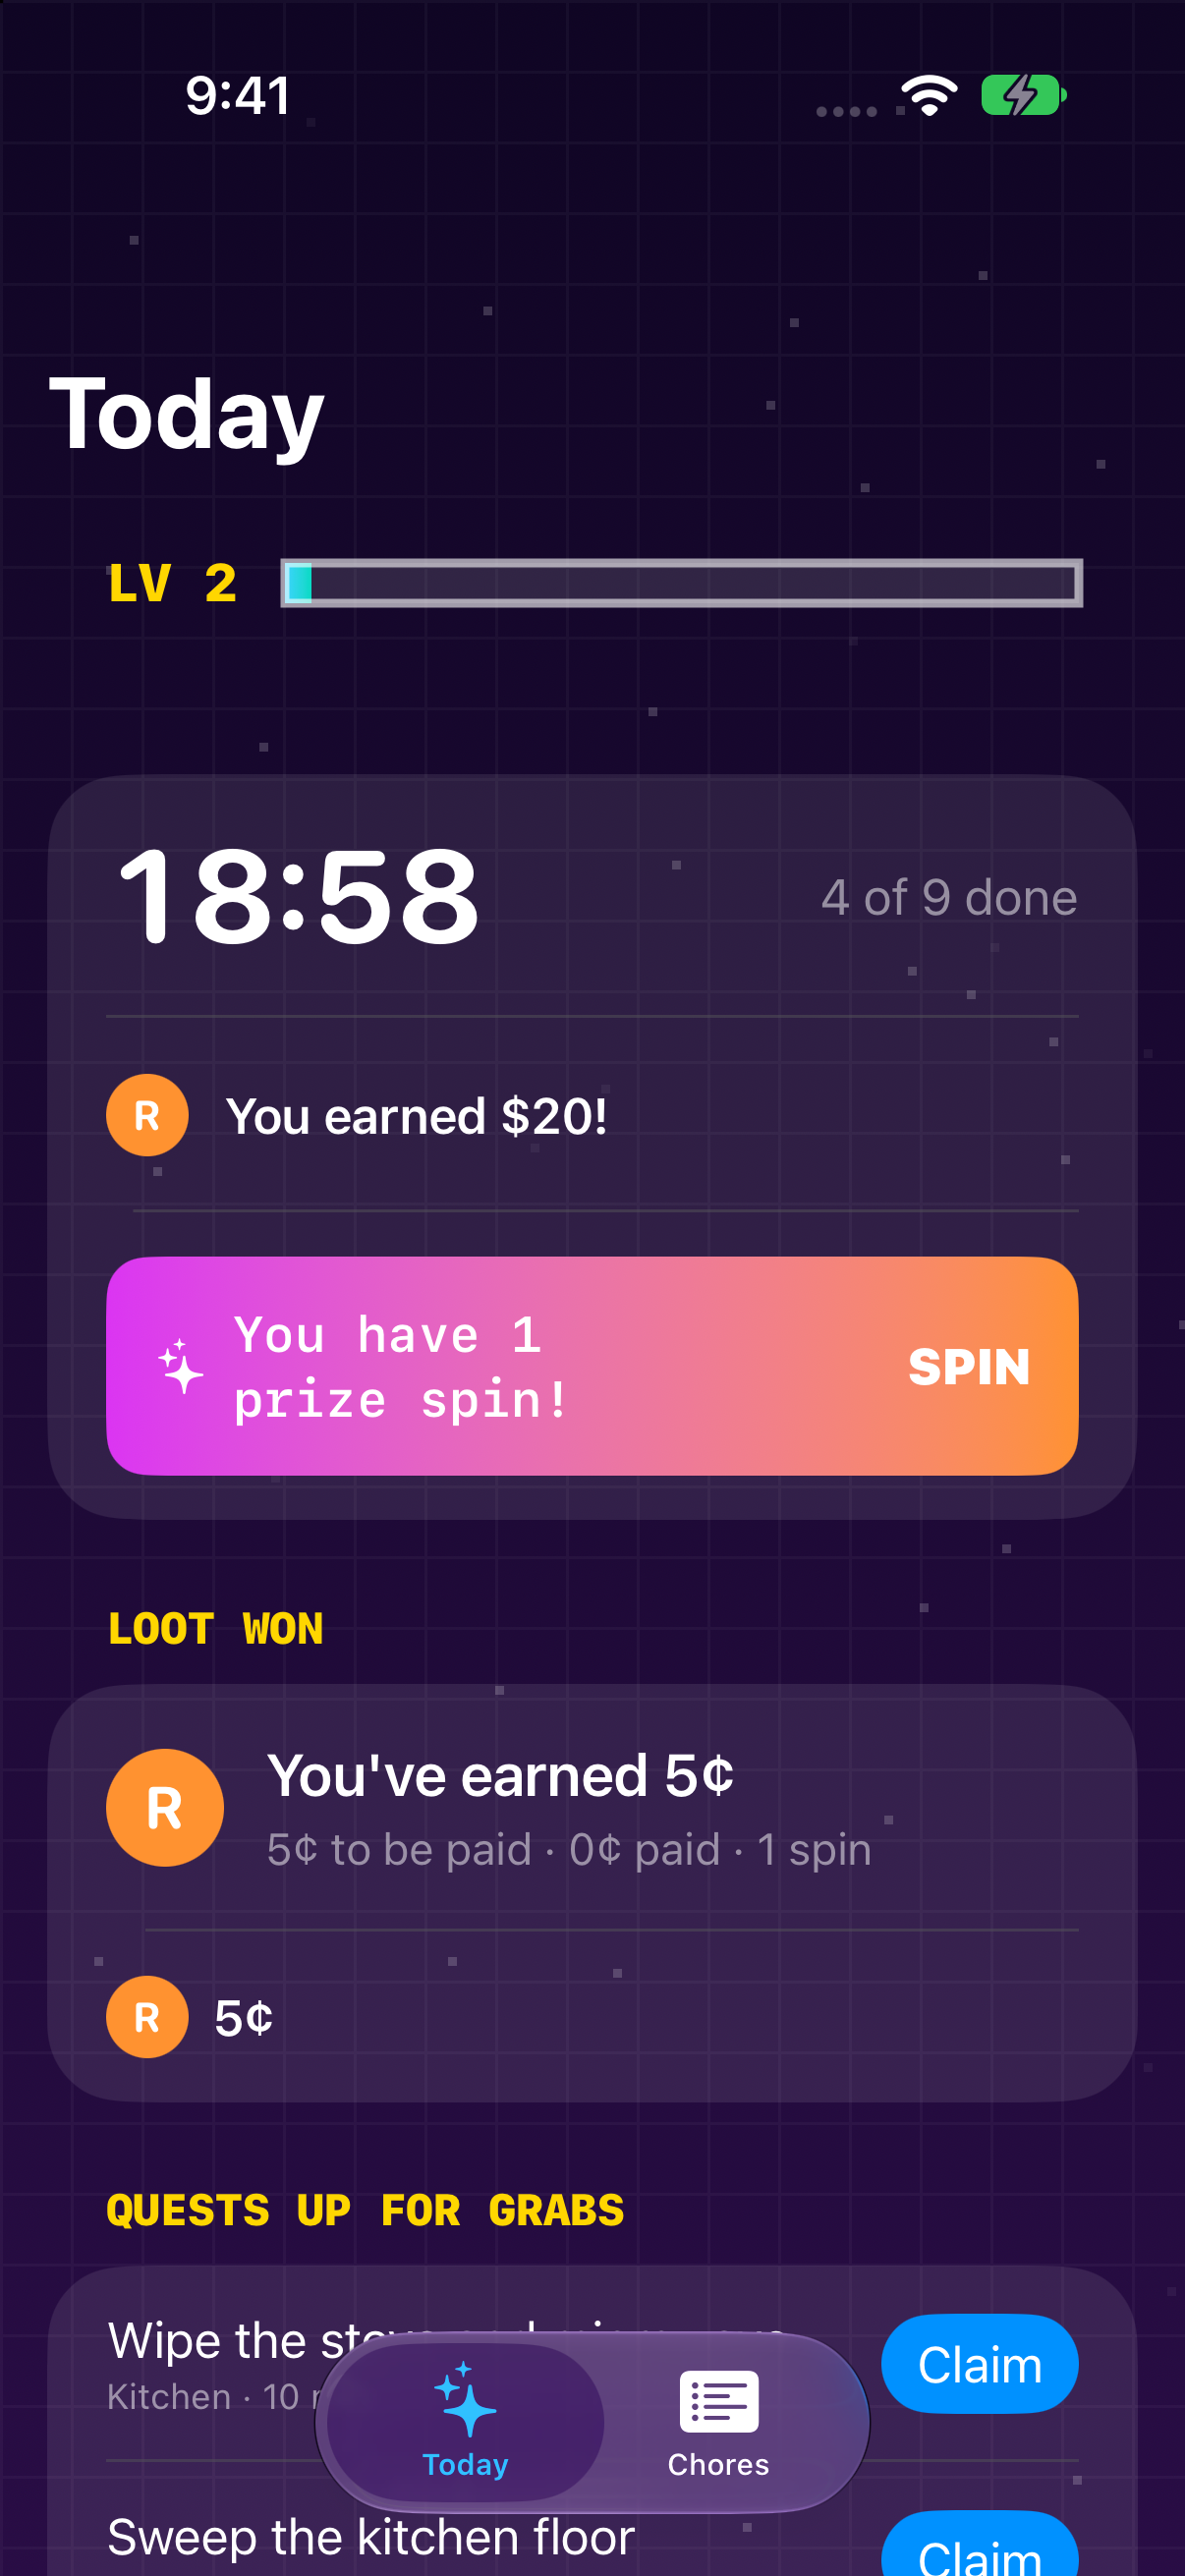 9:41
Today
LV 2
18:58
4 of 9 done
R
You earned $20!
You have 1
prize spin!
SPIN
LOOT WON
R
You've earned 5¢
5¢ to be paid · 0¢ paid · 1 spin
R
5¢
QUESTS UP FOR GRABS
Wipe the
Claim
Kitchen · 10
Today
Chores
Sweep the kitchen floor
Claim